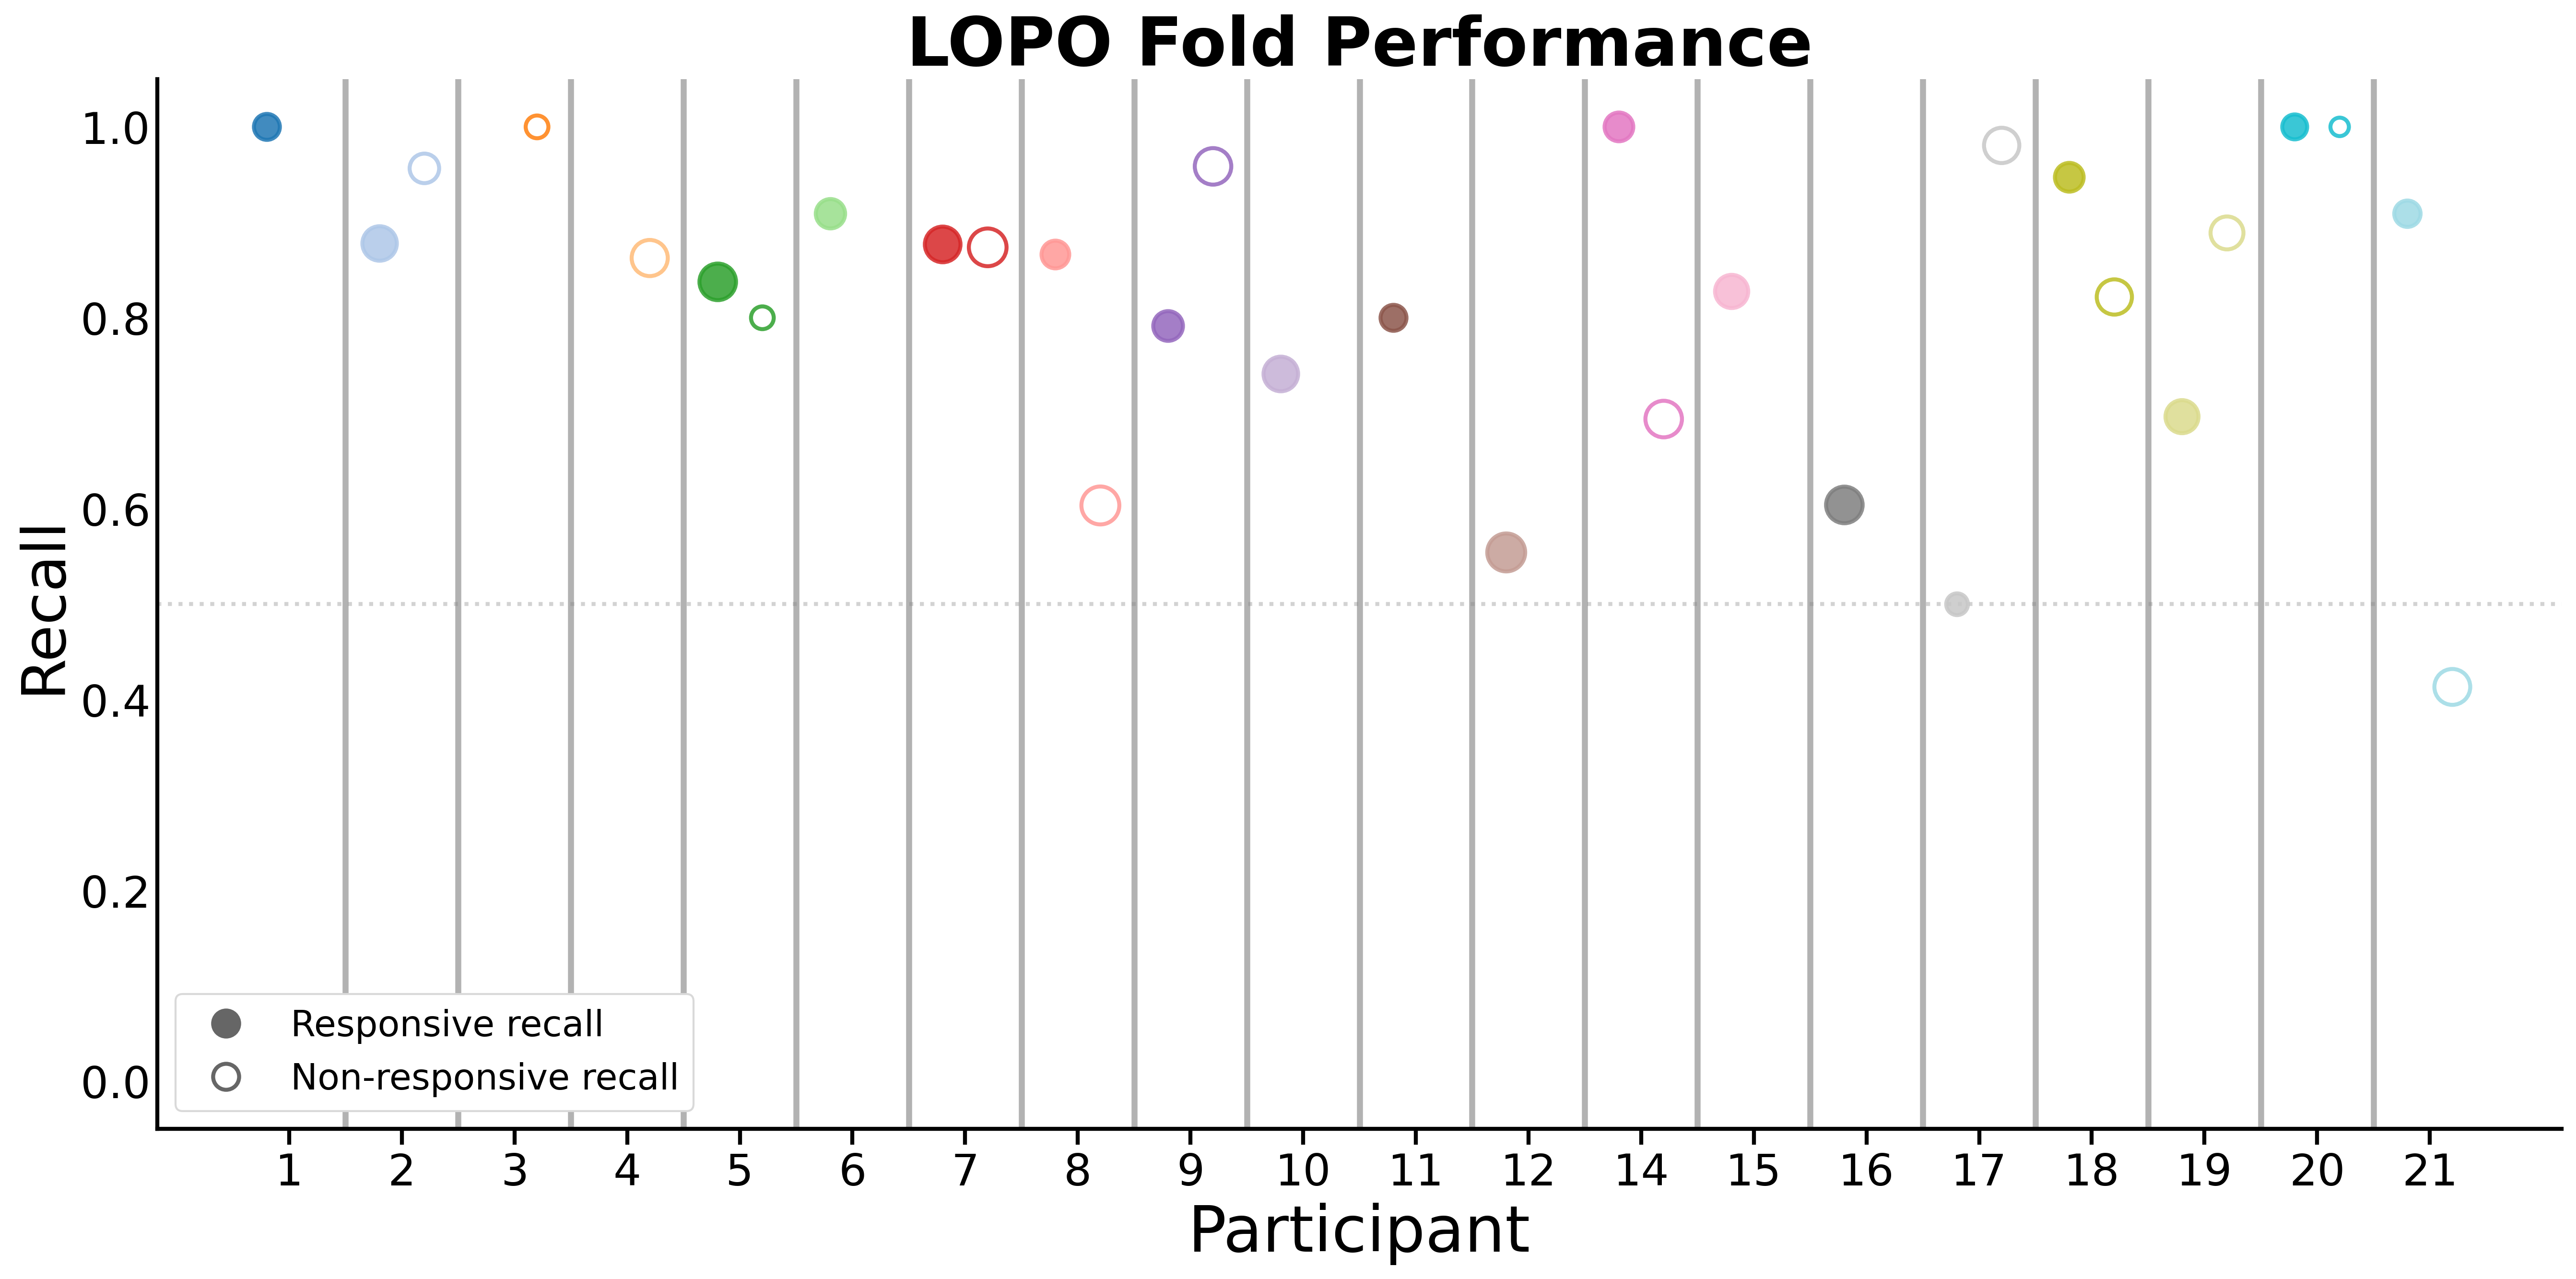 LOPO Fold Performance
Recall
1.0
0.8
0.6
0.4
0.2
0.0
Responsive recall
Non-responsive recall
1 2 3 4 5 6 7 8 9 10 11 12 14 15 16 17 18 19 20 21
Participant